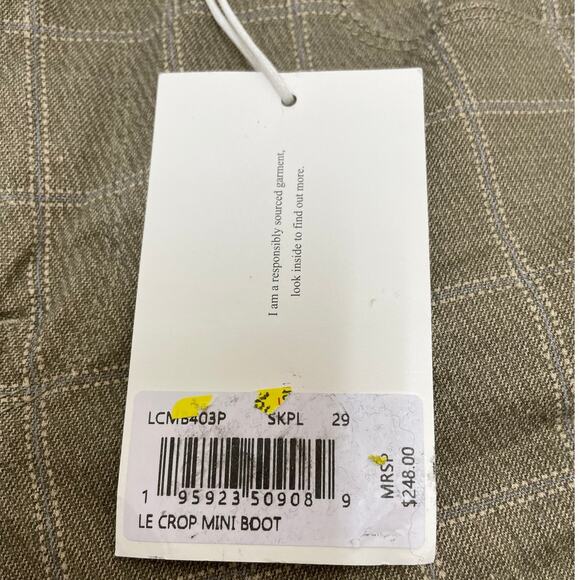 I am a responsibly sourced garment,
look inside to find out more.
LCMB403P SKPL 29
1 95923 50908 9
MRSP
$248.00
LE CROP MINI BOOT